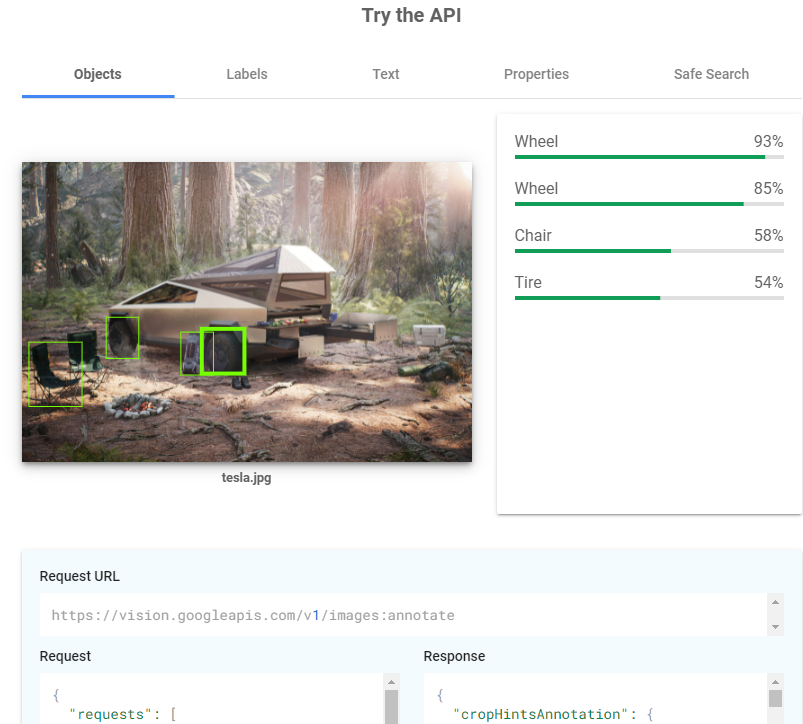 Try the API
Objects Labels Text Properties Safe Search
Wheel 93%
Wheel 85%
Chair 58%
Tire 54%
tesla.jpg
Request URL
https://vision.googleapis.com/v1/images:annotate
Request Response
{ {
"requests": [ "cropHintsAnnotation": {